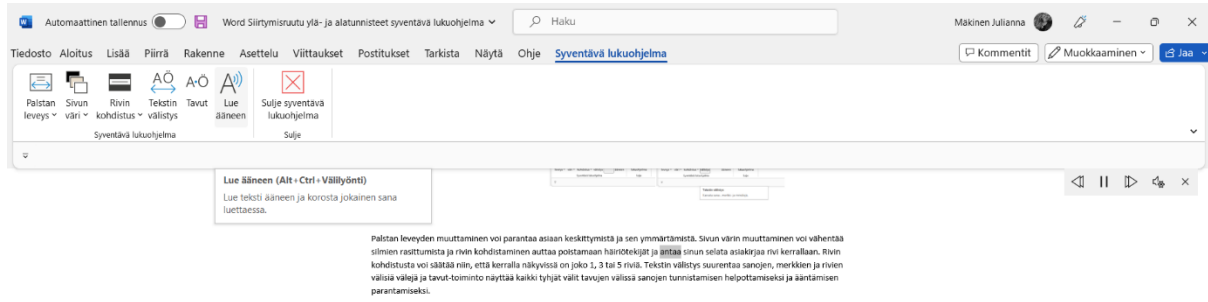 Automaattinen tallennus Word Siirtymisruutu ylä- ja alatunnisteet syventävä lukuohjelma Haku Mäkinen Julianna
Tiedosto Aloitus Lisää Piirrä Rakenne Asettelu Viittaukset Postitukset Tarkista Näytä Ohje Syventävä lukuohjelma Kommentit Muokkaaminen Jaa
Palstan leveys
Sivun väri
Rivin kohdistus
Tekstin välistys
Tavut
Lue ääneen
Sulje syventävä lukuohjelma
Syventävä lukuohjelma Sulje
Lue ääneen (Alt+Ctrl+Välilyönti)
Lue teksti ääneen ja korosta jokainen sana
luettaessa.
Palstan leveyden muuttaminen voi parantaa asiaan keskittymistä ja sen ymmärtämistä. Sivun värin muuttaminen voi vähentää
silmien rasittumista ja rivin kohdistaminen auttaa poistamaan häiriötekijät ja antaa sinun selata asiakirjaa rivi kerrallaan. Rivin
kohdistusta voi säätää niin, että kerralla näkyvissä on joko 1, 3 tai 5 riviä. Tekstin välistys suurentaa sanojen, merkkien ja rivien
välisiä välejä ja tavut-toiminto näyttää kaikki tyhjät välit tavujen välissä sanojen tunnistamisen helpottamiseksi ja ääntämisen
parantamiseksi.